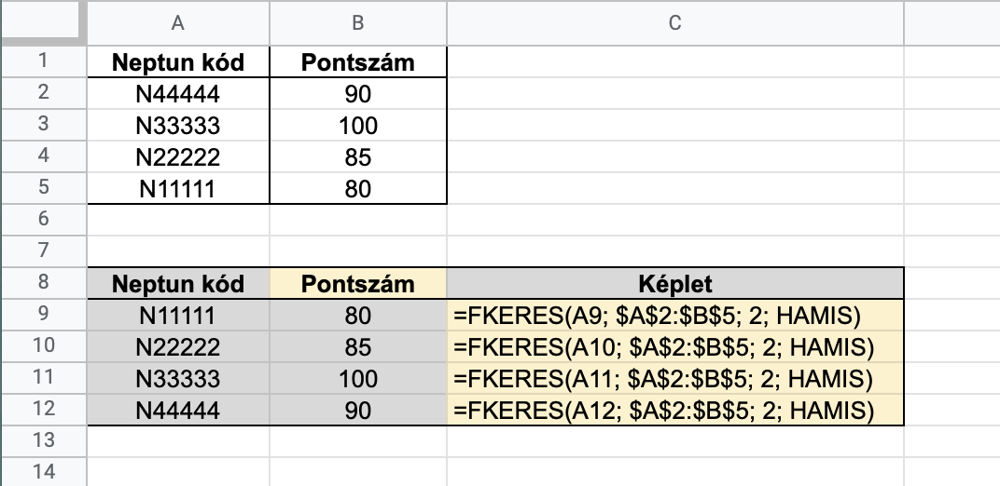 A B C
1 Neptun kód Pontszám
2 N44444 90
3 N33333 100
4 N22222 85
5 N11111 80
6
7
8 Neptun kód Pontszám Képlet
9 N11111 80 =FKERES(A9; $A$2:$B$5; 2; HAMIS)
10 N22222 85 =FKERES(A10; $A$2:$B$5; 2; HAMIS)
11 N33333 100 =FKERES(A11; $A$2:$B$5; 2; HAMIS)
12 N44444 90 =FKERES(A12; $A$2:$B$5; 2; HAMIS)
13
14